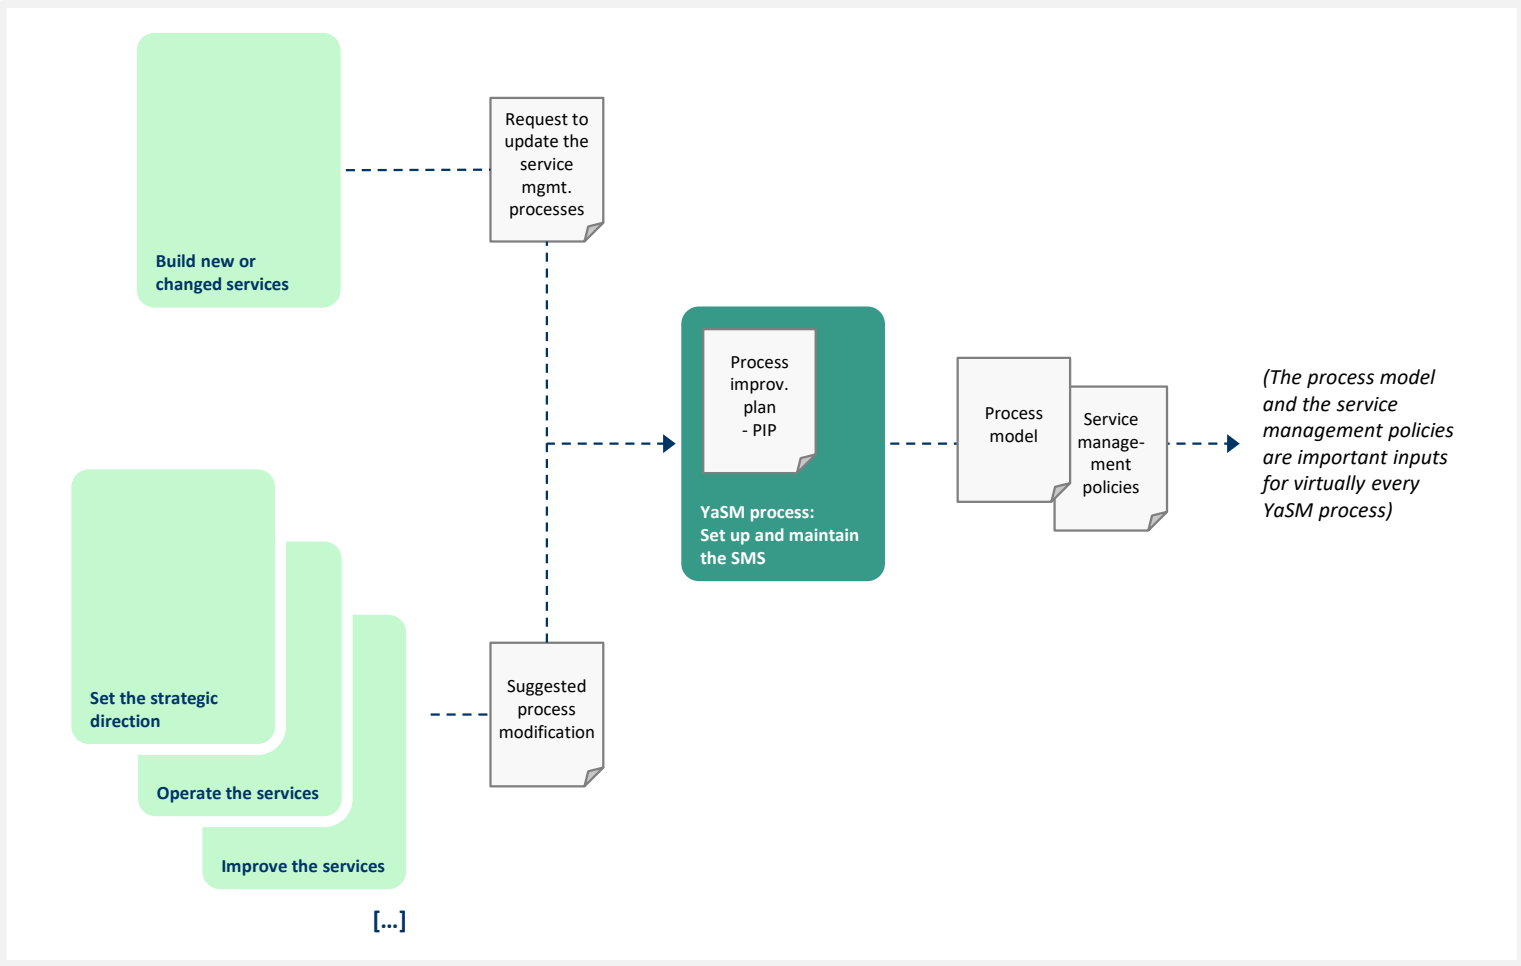 Build new or
changed services
Request to
update the
service
mgmt.
processes
Set the strategic
direction
Operate the services
Improve the services
[...]
Suggested
process
modification
Process
improv.
plan
- PIP
YaSM process:
Set up and maintain
the SMS
Process
model
Service
manage-
ment
policies
(The process model
and the service
management policies
are important inputs
for virtually every
YaSM process)